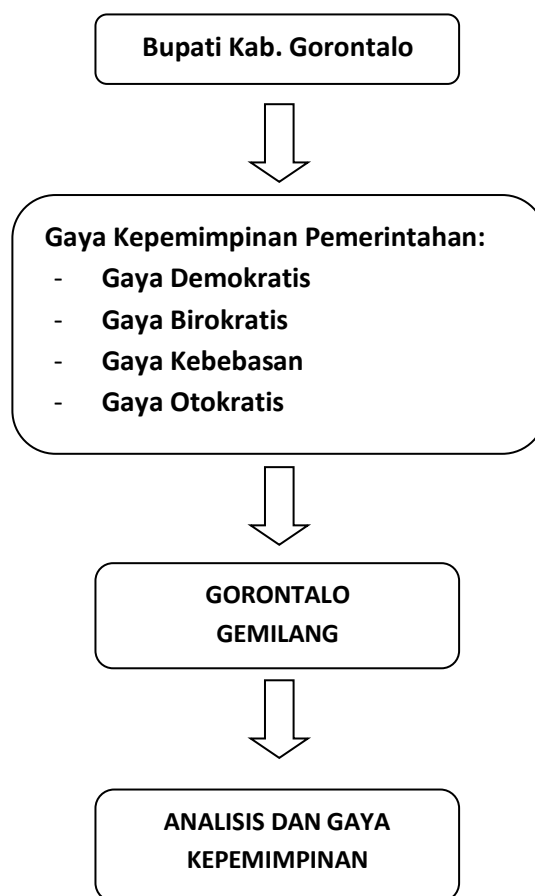 Bupati Kab. Gorontalo
Gaya Kepemimpinan Pemerintahan:
- Gaya Demokratis
- Gaya Birokratis
- Gaya Kebebasan
- Gaya Otokratis
GORONTALO
GEMILANG
ANALISIS DAN GAYA
KEPEMIMPINAN